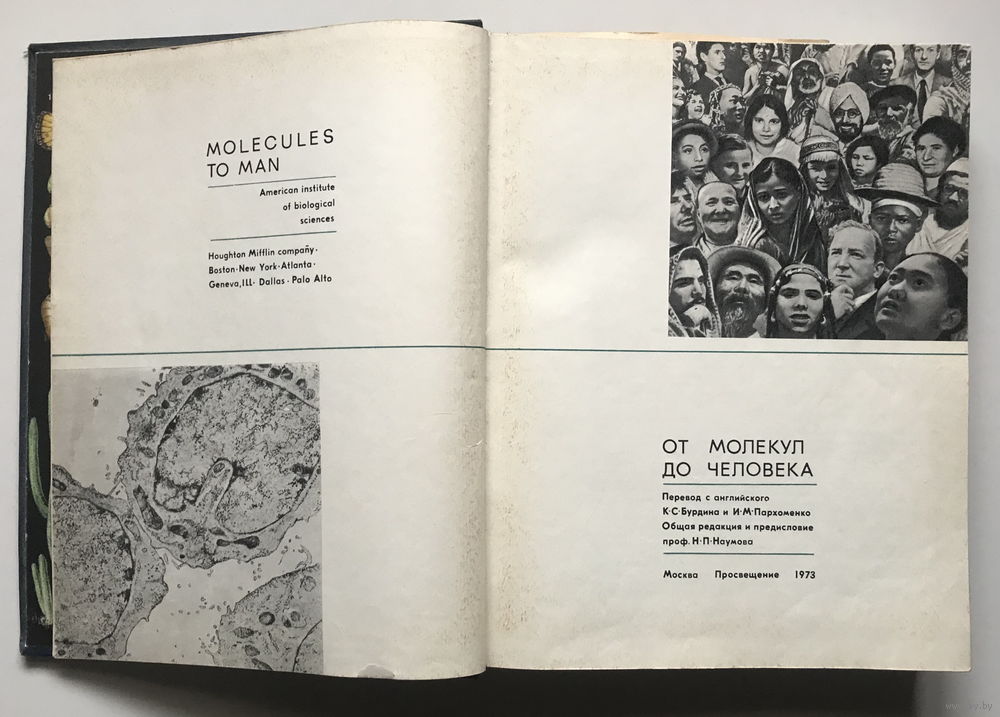 MOLECULES
TO MAN
American institute
of biological
sciences
Houghton Mifflin company·
Boston·New York·Atlanta·
Geneva,ILL· Dallas· Palo Alto
ОТ МОЛЕКУЛ
ДО ЧЕЛОВЕКА
Перевод с английского
К·С·Бурдина и И·М·Пархоменко
Общая редакция и предисловие
проф. Н·П·Наумова
Москва Просвещение 1973